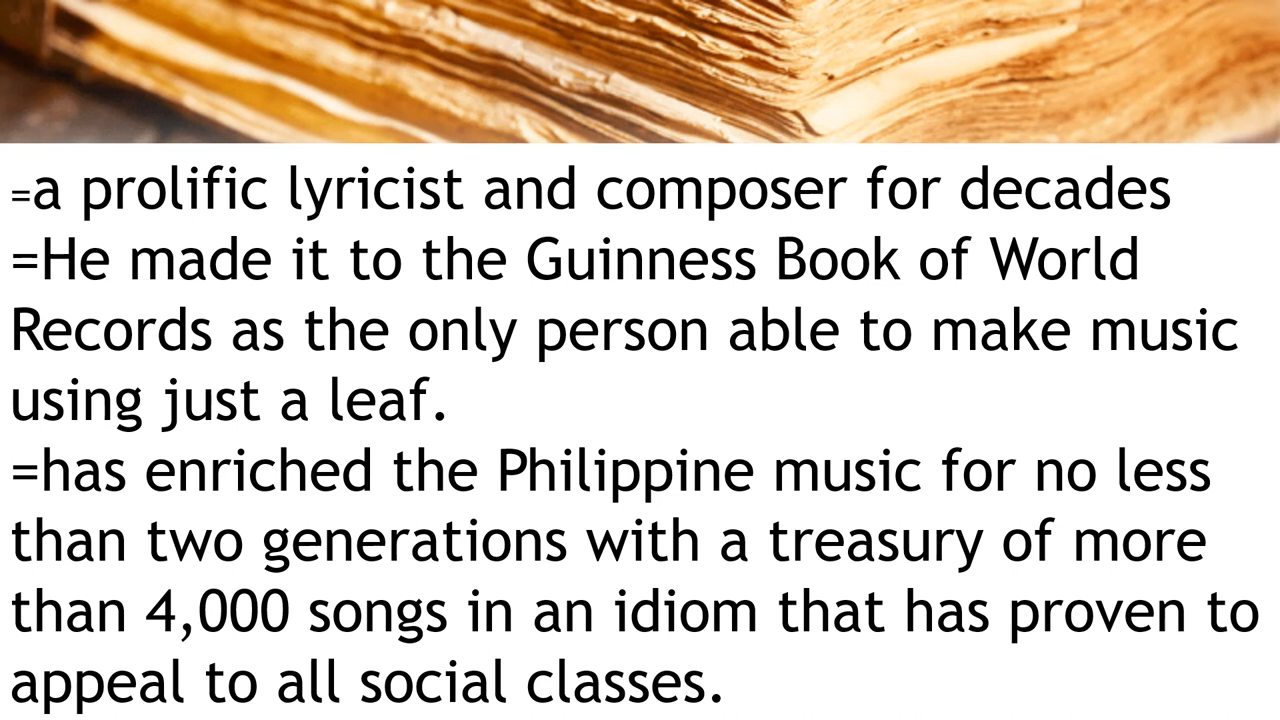 =a prolific lyricist and composer for decades
=He made it to the Guinness Book of World
Records as the only person able to make music
using just a leaf.
=has enriched the Philippine music for no less
than two generations with a treasury of more
than 4,000 songs in an idiom that has proven to
appeal to all social classes.